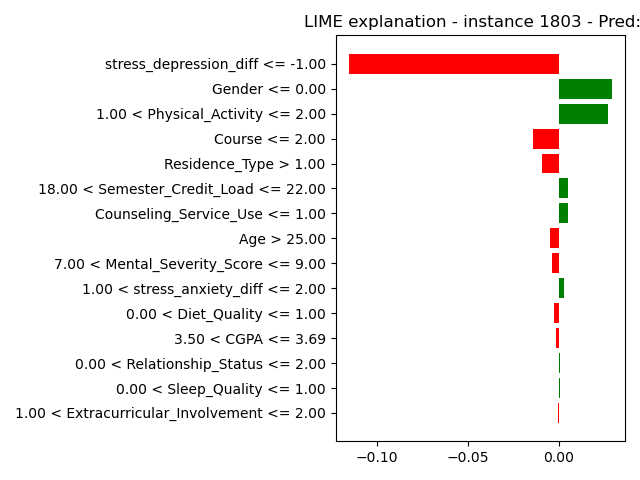 LIME explanation - instance 1803 - Pred:
stress_depression_diff <= -1.00
Gender <= 0.00
1.00 < Physical_Activity <= 2.00
Course <= 2.00
Residence_Type > 1.00
18.00 < Semester_Credit_Load <= 22.00
Counseling_Service_Use <= 1.00
Age > 25.00
7.00 < Mental_Severity_Score <= 9.00
1.00 < stress_anxiety_diff <= 2.00
0.00 < Diet_Quality <= 1.00
3.50 < CGPA <= 3.69
0.00 < Relationship_Status <= 2.00
0.00 < Sleep_Quality <= 1.00
1.00 < Extracurricular_Involvement <= 2.00
−0.10 −0.05 0.00